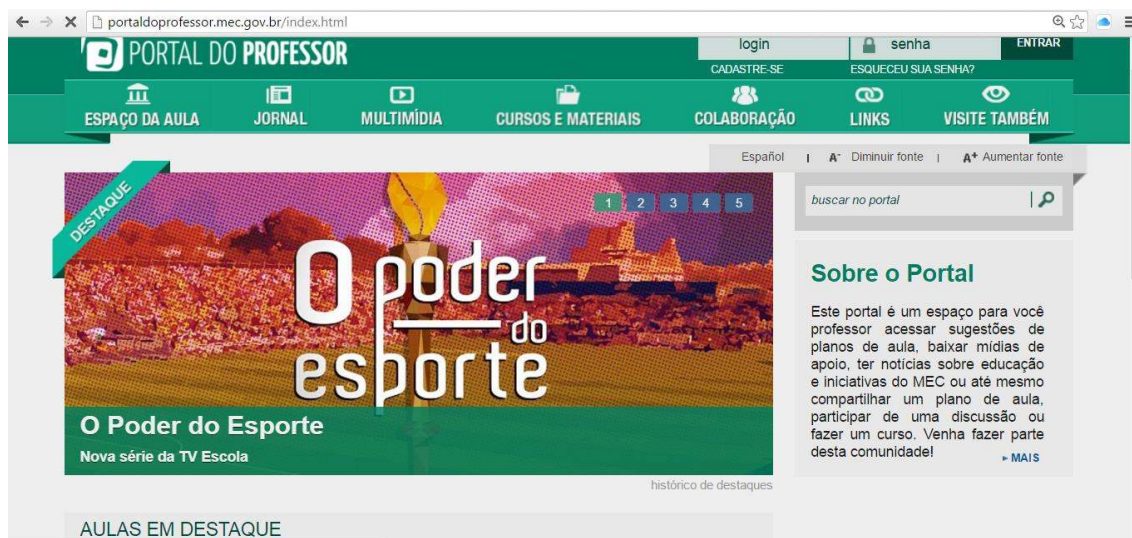 portaldoprofessor.mec.gov.br/index.html
PORTAL DO PROFESSOR
login senha ENTRAR
CADASTRE-SE ESQUECEU SUA SENHA?
ESPAÇO DA AULA JORNAL MULTIMÍDIA CURSOS E MATERIAIS COLABORAÇÃO LINKS VISITE TAMBÉM
Español | A- Diminuir fonte | A+ Aumentar fonte
DESTAQUE
1 2 3 4 5
O poder
do
esporte
O Poder do Esporte
Nova série da TV Escola
histórico de destaques
buscar no portal
Sobre o Portal
Este portal é um espaço para você
professor acessar sugestões de
planos de aula, baixar mídias de
apoio, ter notícias sobre educação
e iniciativas do MEC ou até mesmo
compartilhar um plano de aula,
participar de uma discussão ou
fazer um curso. Venha fazer parte
desta comunidade!
MAIS
AULAS EM DESTAQUE